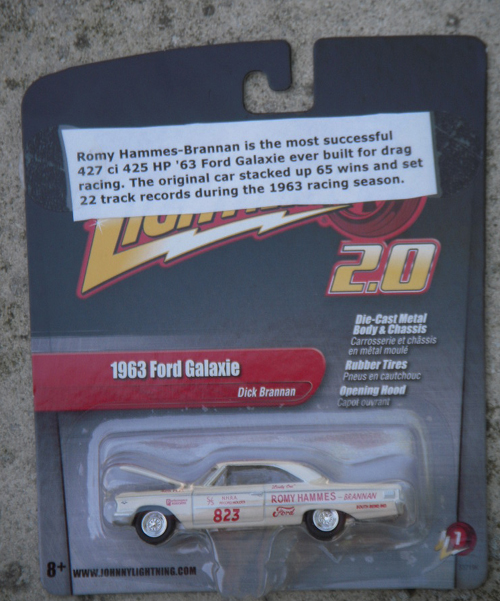 Romy Hammes-Brannan is the most successful
427 ci 425 HP '63 Ford Galaxie ever built for drag
racing. The original car stacked up 65 wins and set
22 track records during the 1963 racing season.
2.0
Die-Cast Metal
Body & Chassis
Carrosserie et châssis
en métal moulé
Rubber Tires
Pneus en caoutchouc
Opening Hood
Capot ouvrant
1963 Ford Galaxie
Dick Brannan
ROMY HAMMES - BRANNAN
823
Ford
8+ WWW.JOHNNYLIGHTNING.COM